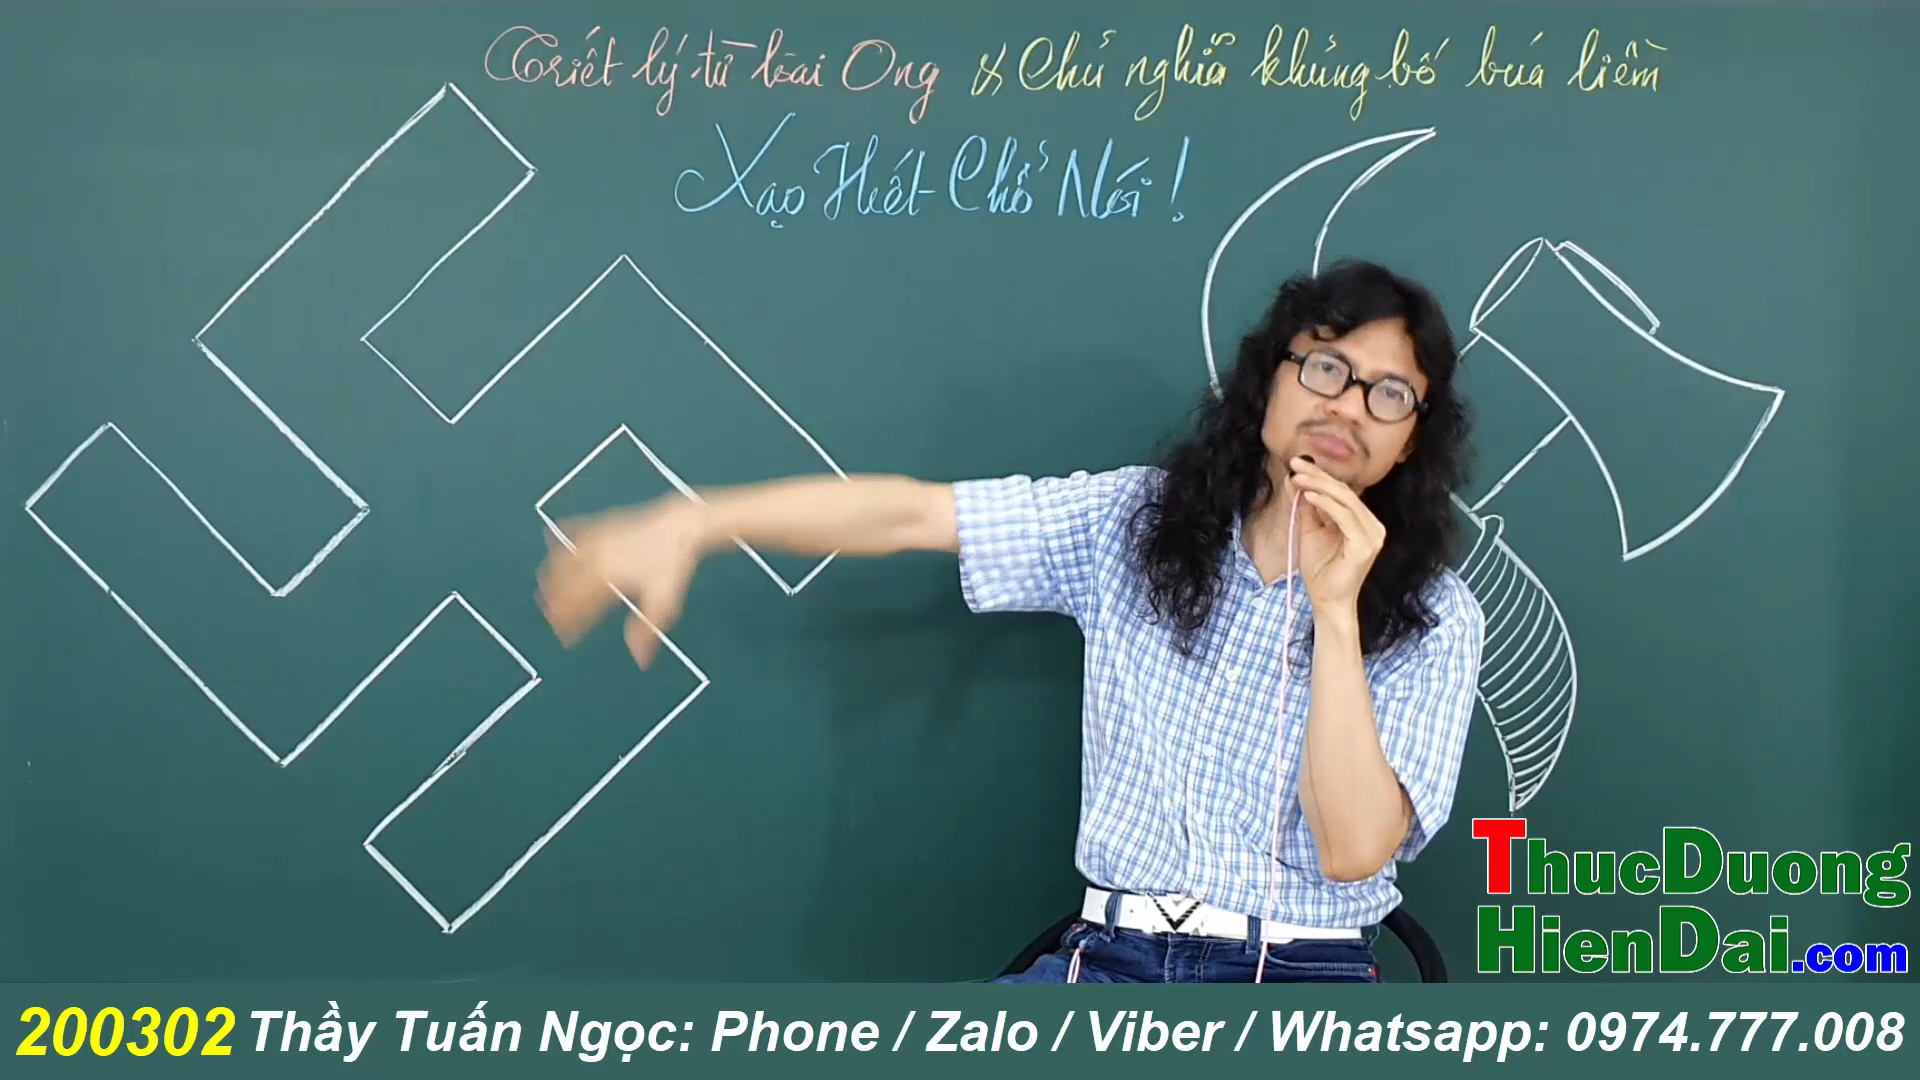 Triết lý từ loài Ong & Chủ nghĩa khủng bố búa liềm
Xạo Hết Chổ Nói!
ThucDuong
HienDai.com
200302 Thầy Tuấn Ngọc: Phone / Zalo / Viber / Whatsapp: 0974.777.008